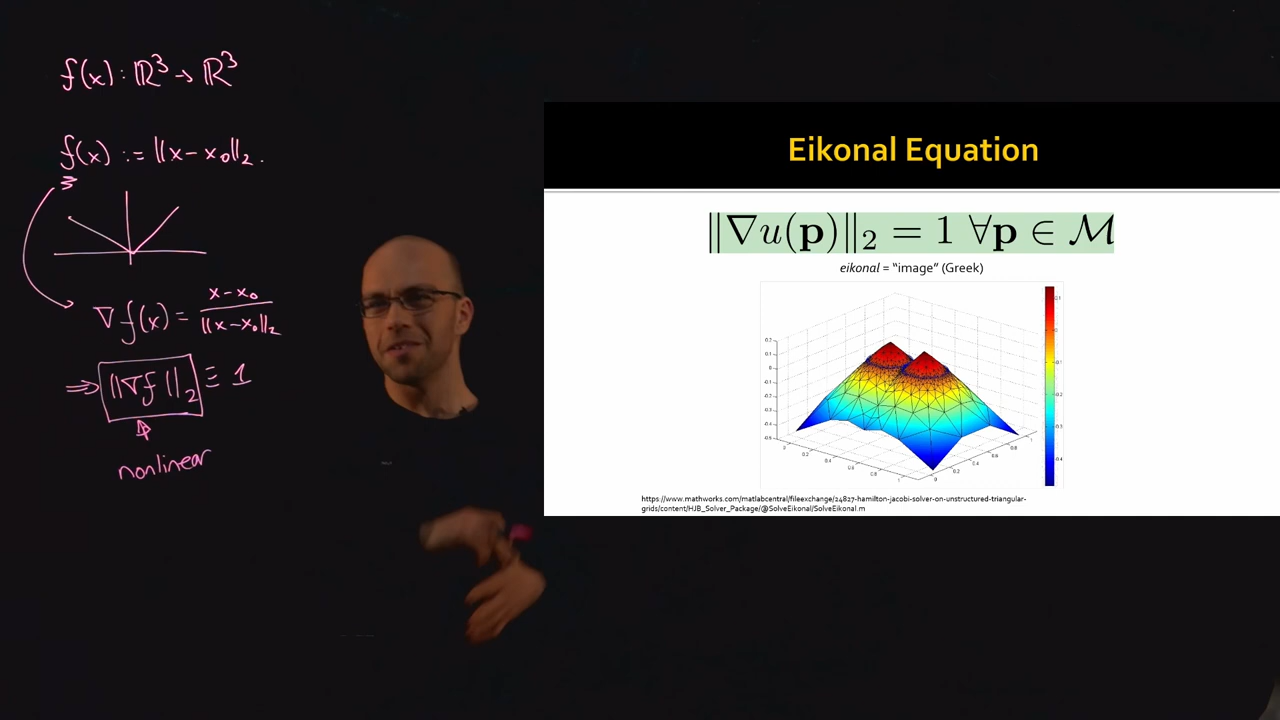 f(x) : ℝ³ → ℝ³
f(x) := ||x - x₀||₂.
∇f(x) = x - x₀ / ||x - x₀||₂
⇒ ||∇f||₂ ≡ 1
nonlinear
Eikonal Equation
‖∇u(p)‖₂ = 1 ∀p ∈ ℳ
eikonal = “image” (Greek)
https://www.mathworks.com/matlabcentral/fileexchange/24827-hamilton-jacobi-solver-on-unstructured-triangular-
grids/content/HJB_Solver_Package/@SolveEikonal/SolveEikonal.m